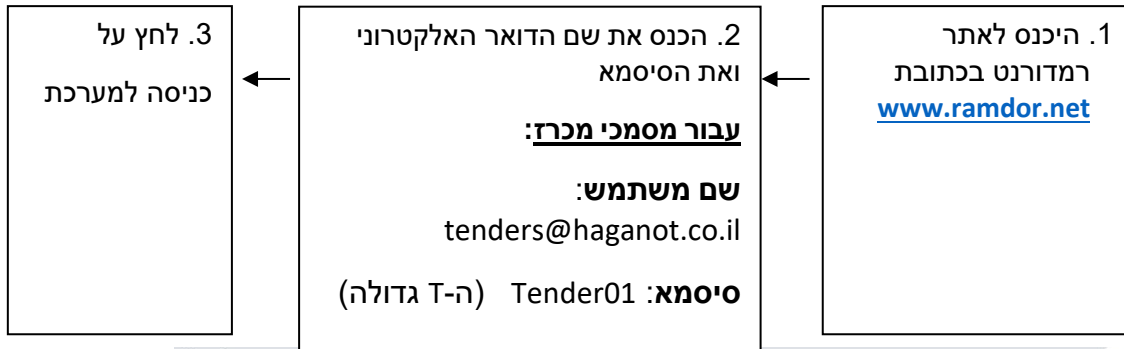 1. היכנס לאתר
רמדורנט בכתובת
www.ramdor.net
2. הכנס את שם הדואר האלקטרוני
ואת הסיסמא
עבור מסמכי מכרז:
שם משתמש:
tenders@haganot.co.il
סיסמא: Tender01 (ה-T גדולה)
3. לחץ על
כניסה למערכת